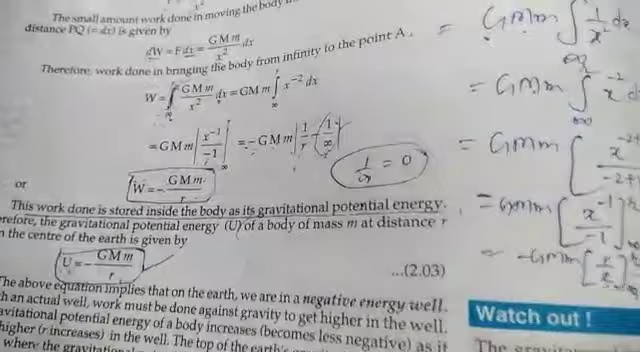 The small amount work done in moving the body
distance PQ (= dx) is given by
dW = Fdx = GMm/x² dx
Therefore, work done in bringing the body from infinity to the point A,
W = ∫_∞^r GMm/x² dx = GMm ∫_∞^r x⁻² dx
= GMm |x⁻¹/-1|_∞^r = -GMm |1/r - 1/∞|
1/∞ = 0
or
W = - GMm/r
This work done is stored inside the body as its gravitational potential energy.
erefore, the gravitational potential energy (U) of a body of mass m at distance r
the centre of the earth is given by
U = - GMm/r
...(2.03)
The above equation implies that on the earth, we are in a negative energy well.
an actual well, work must be done against gravity to get higher in the well.
avitational potential energy of a body increases (becomes less negative) as it
higher (r increases) in the well. The top of the earth's
where the gravitation
= GMm ∫ 1/x² dx
= GMm ∫ x⁻² d
= GMm [x⁻²⁺/-2+1
= GMm [x⁻¹/-1]
= -GMm
Watch out !
The